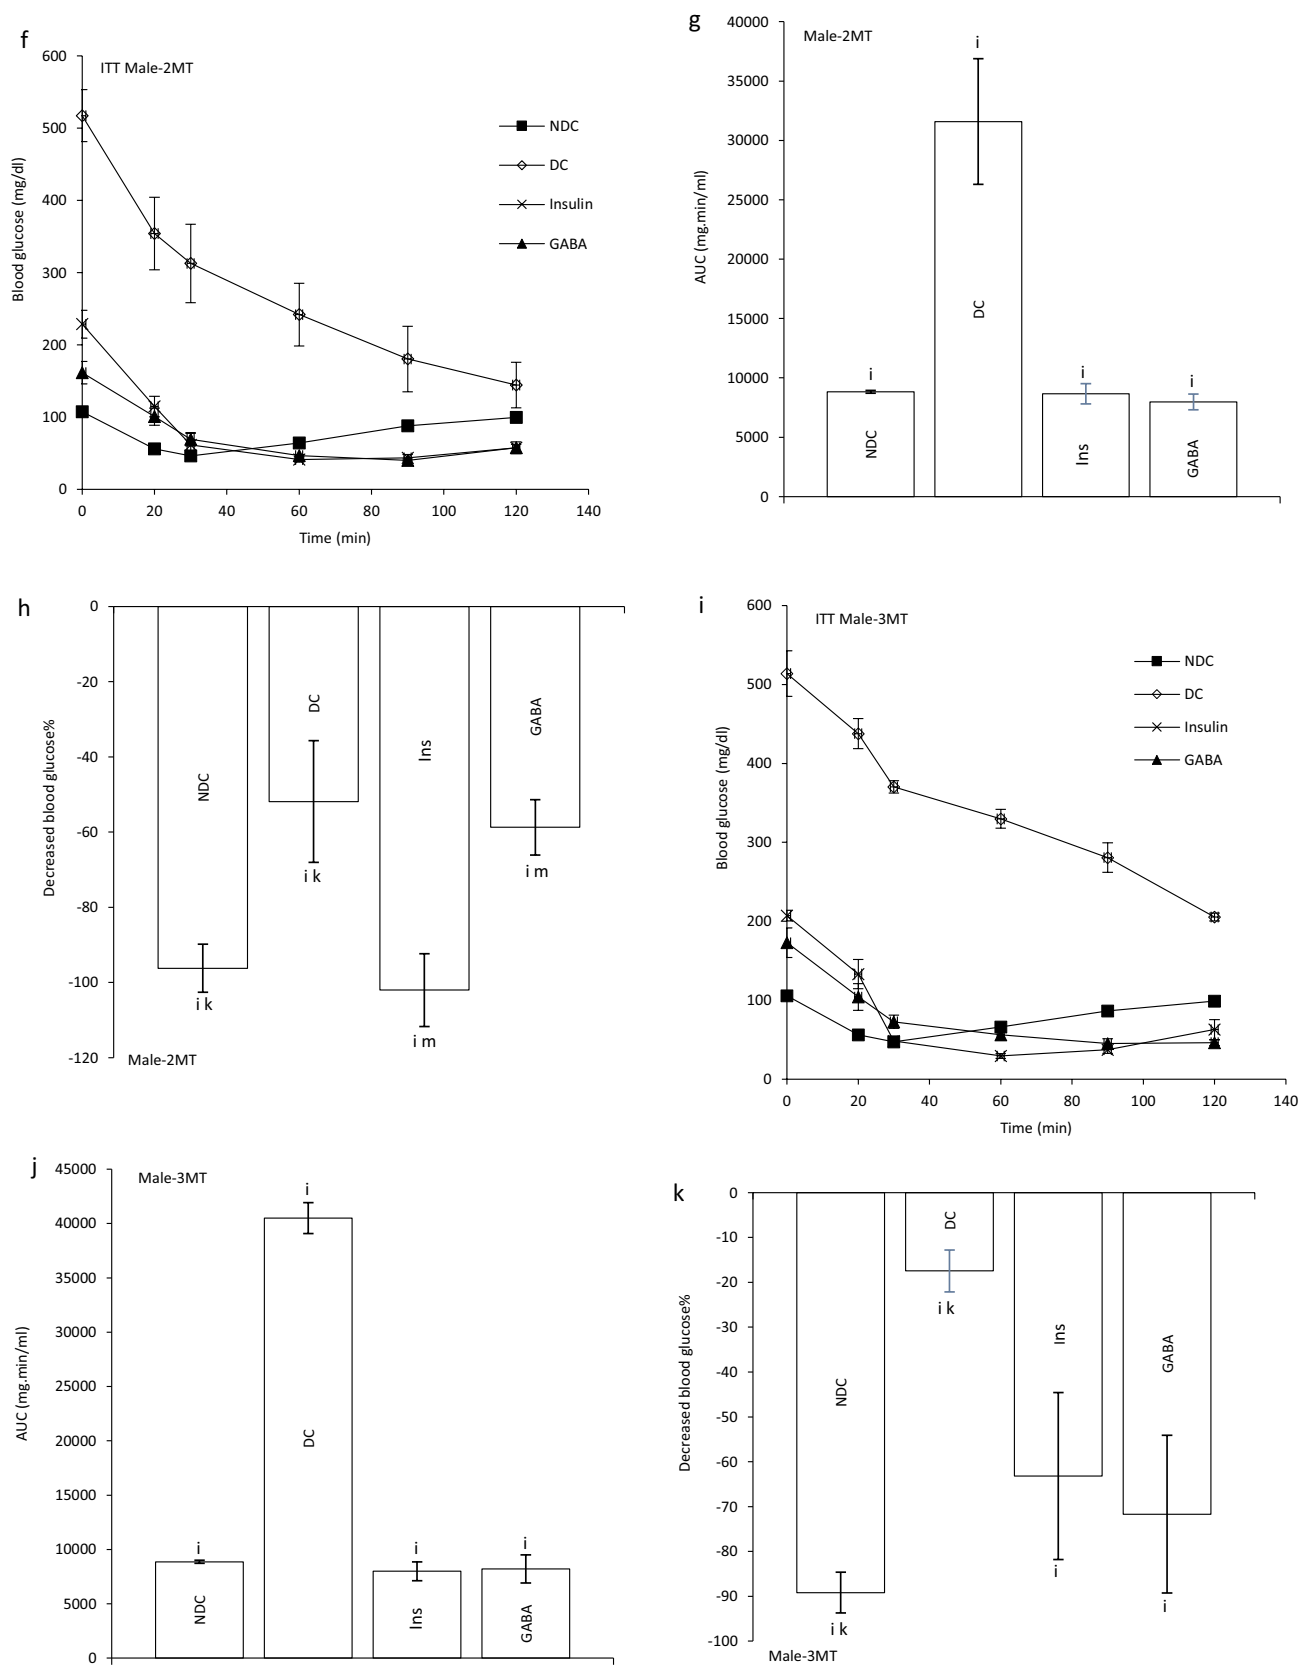 f
ITT Male-2MT
600
500
400
300
200
100
0
0 20 40 60 80 100 120 140
Blood glucose (mg/dl)
Time (min)
NDC
DC
Insulin
GABA
g
Male-2MT
40000
35000
30000
25000
20000
15000
10000
5000
0
AUC (mg.min/ml)
i
i
i
i
NDC
DC
Ins
GABA
h
0
-20
-40
-60
-80
-100
-120
Decreased blood glucose%
NDC
DC
Ins
GABA
i k
i k
i m
i m
Male-2MT
i
ITT Male-3MT
600
500
400
300
200
100
0
0 20 40 60 80 100 120 140
Blood glucose (mg/dl)
Time (min)
NDC
DC
Insulin
GABA
j
Male-3MT
45000
40000
35000
30000
25000
20000
15000
10000
5000
0
AUC (mg.min/ml)
i
i
i
i
NDC
DC
Ins
GABA
k
0
-10
-20
-30
-40
-50
-60
-70
-80
-90
-100
Decreased blood glucose%
NDC
DC
Ins
GABA
i k
i k
i
i
Male-3MT